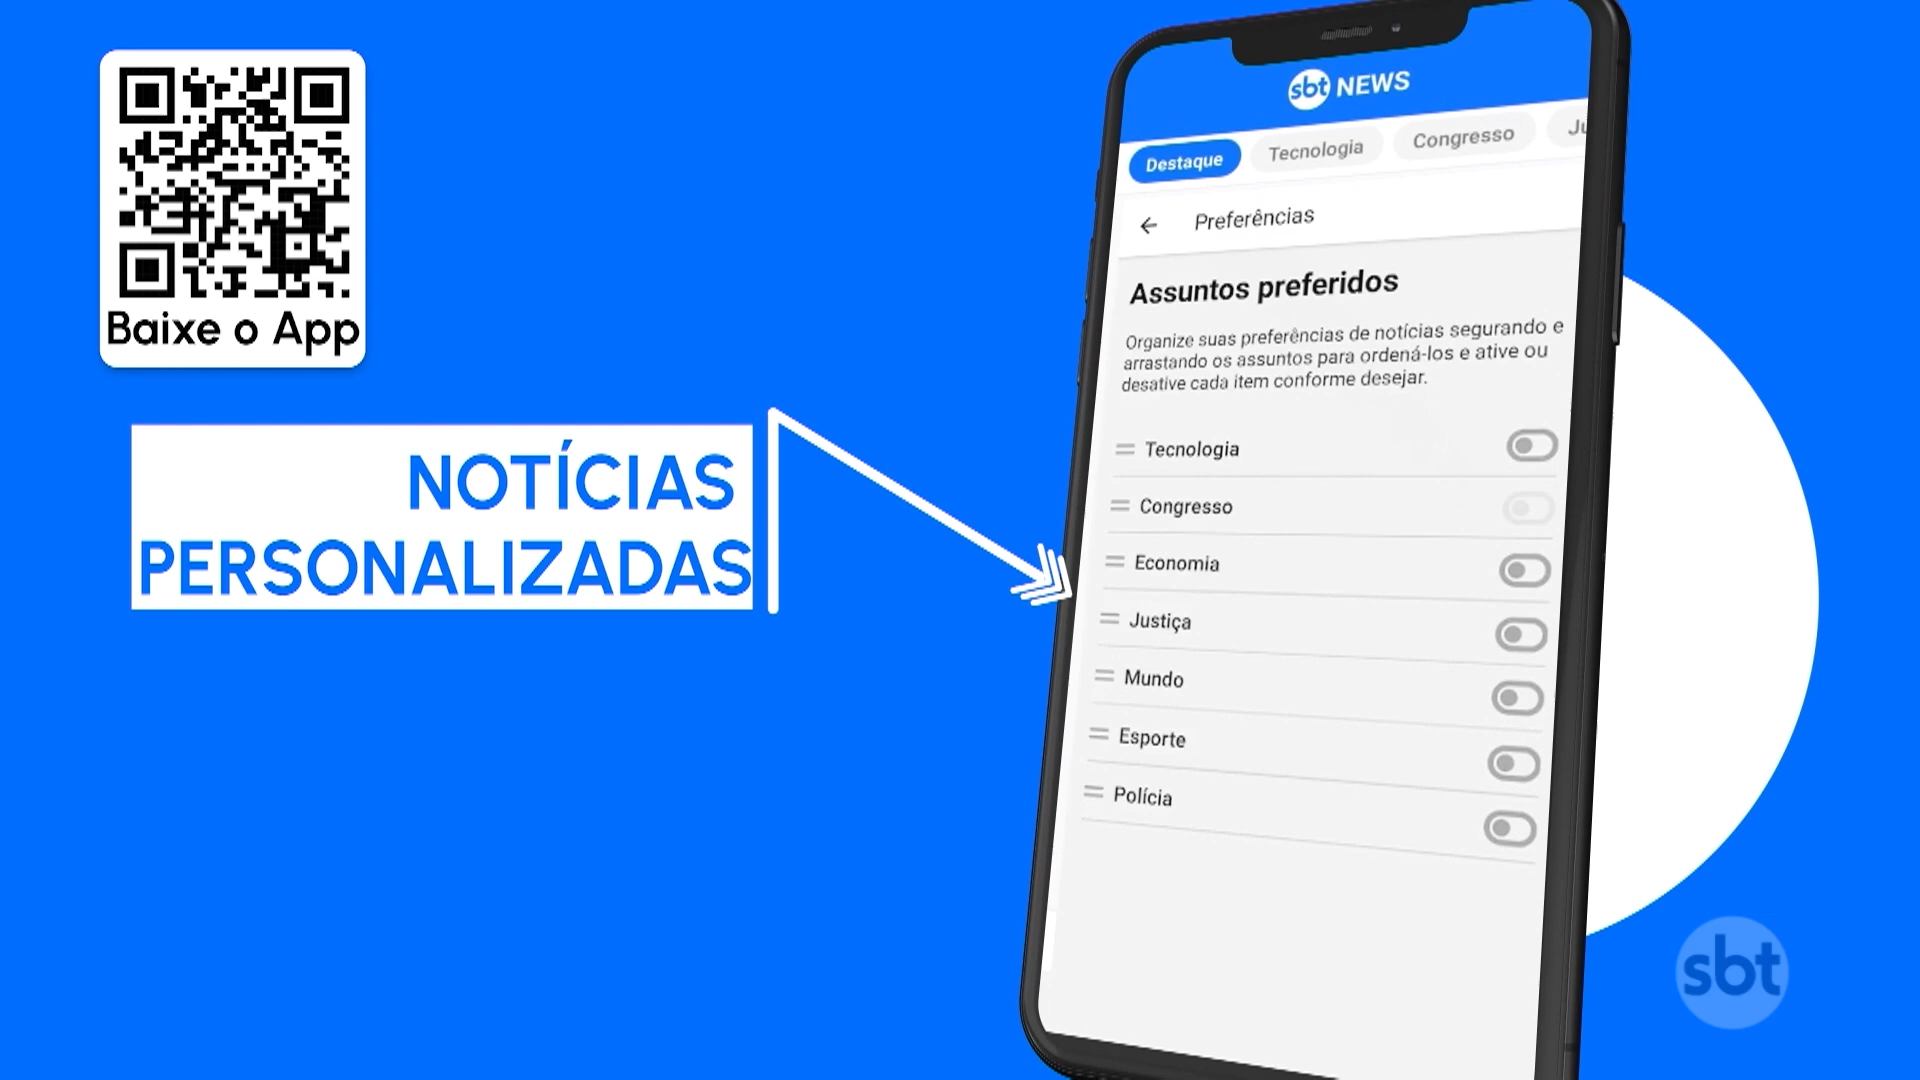 Baixe o App
NOTÍCIAS
PERSONALIZADAS
sbt NEWS
Destaque
Tecnologia
Congresso
Preferências
Assuntos preferidos
Organize suas preferências de notícias segurando e
arrastando os assuntos para ordená-los e ative ou
desative cada item conforme desejar.
Tecnologia
Congresso
Economia
Justiça
Mundo
Esporte
Polícia
sbt